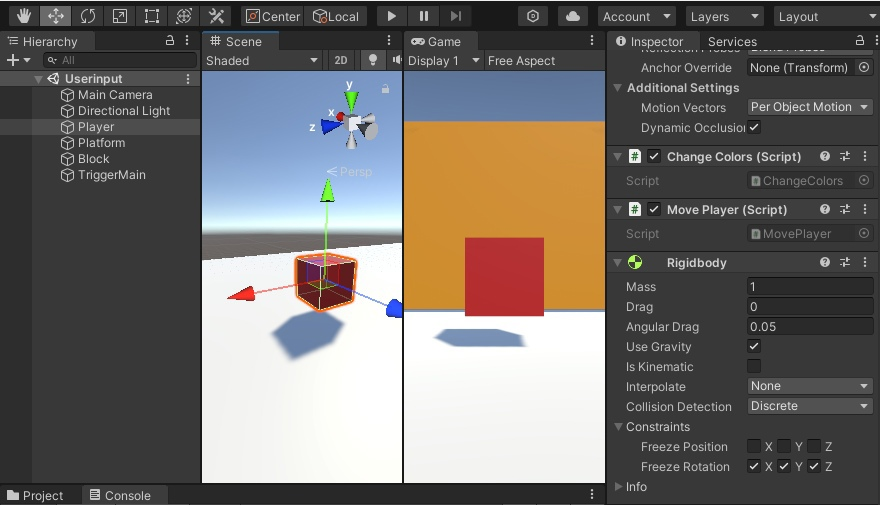 Center Local Account Layers Layout
Hierarchy
All
Userinput
Main Camera
Directional Light
Player
Platform
Block
TriggerMain
Scene
Shaded 2D
y
x
z
Persp
Game
Display 1 Free Aspect
Inspector Services
Anchor Override None (Transform)
Additional Settings
Motion Vectors Per Object Motion
Dynamic Occlusion
# Change Colors (Script)
Script ChangeColors
# Move Player (Script)
Script MovePlayer
Rigidbody
Mass 1
Drag 0
Angular Drag 0.05
Use Gravity
Is Kinematic
Interpolate None
Collision Detection Discrete
Constraints
Freeze Position X Y Z
Freeze Rotation X Y Z
Info
Project Console